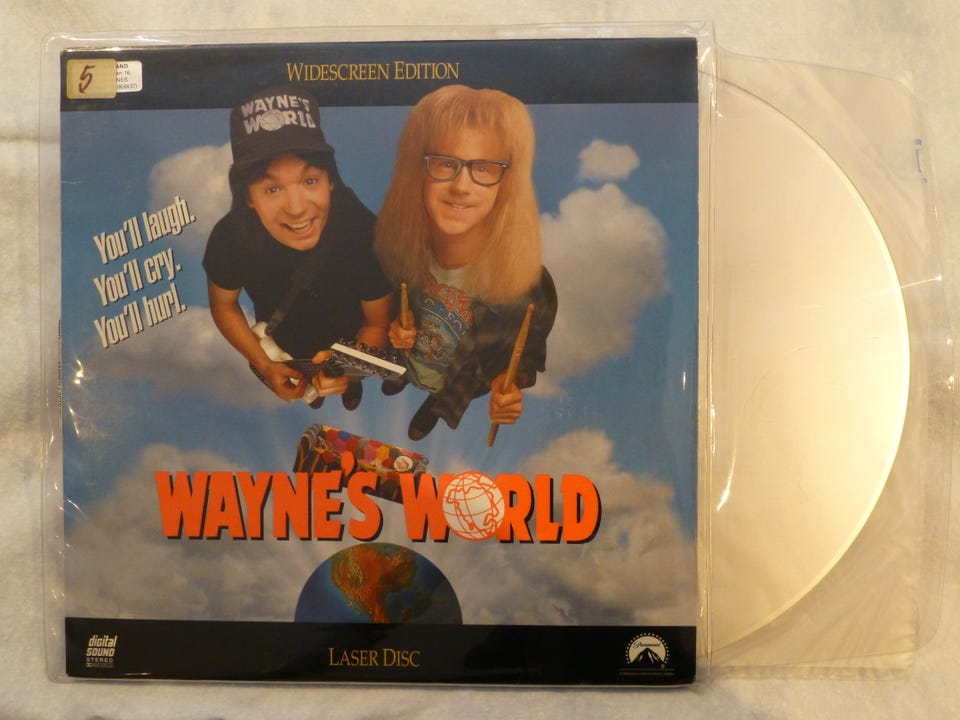 WIDESCREEN EDITION
5
WAYNE'S
WORLD
You'll laugh.
You'll cry.
You'll hurl.
WAYNE'S WORLD
digital
SOUND
STEREO
LASER DISC
Paramount